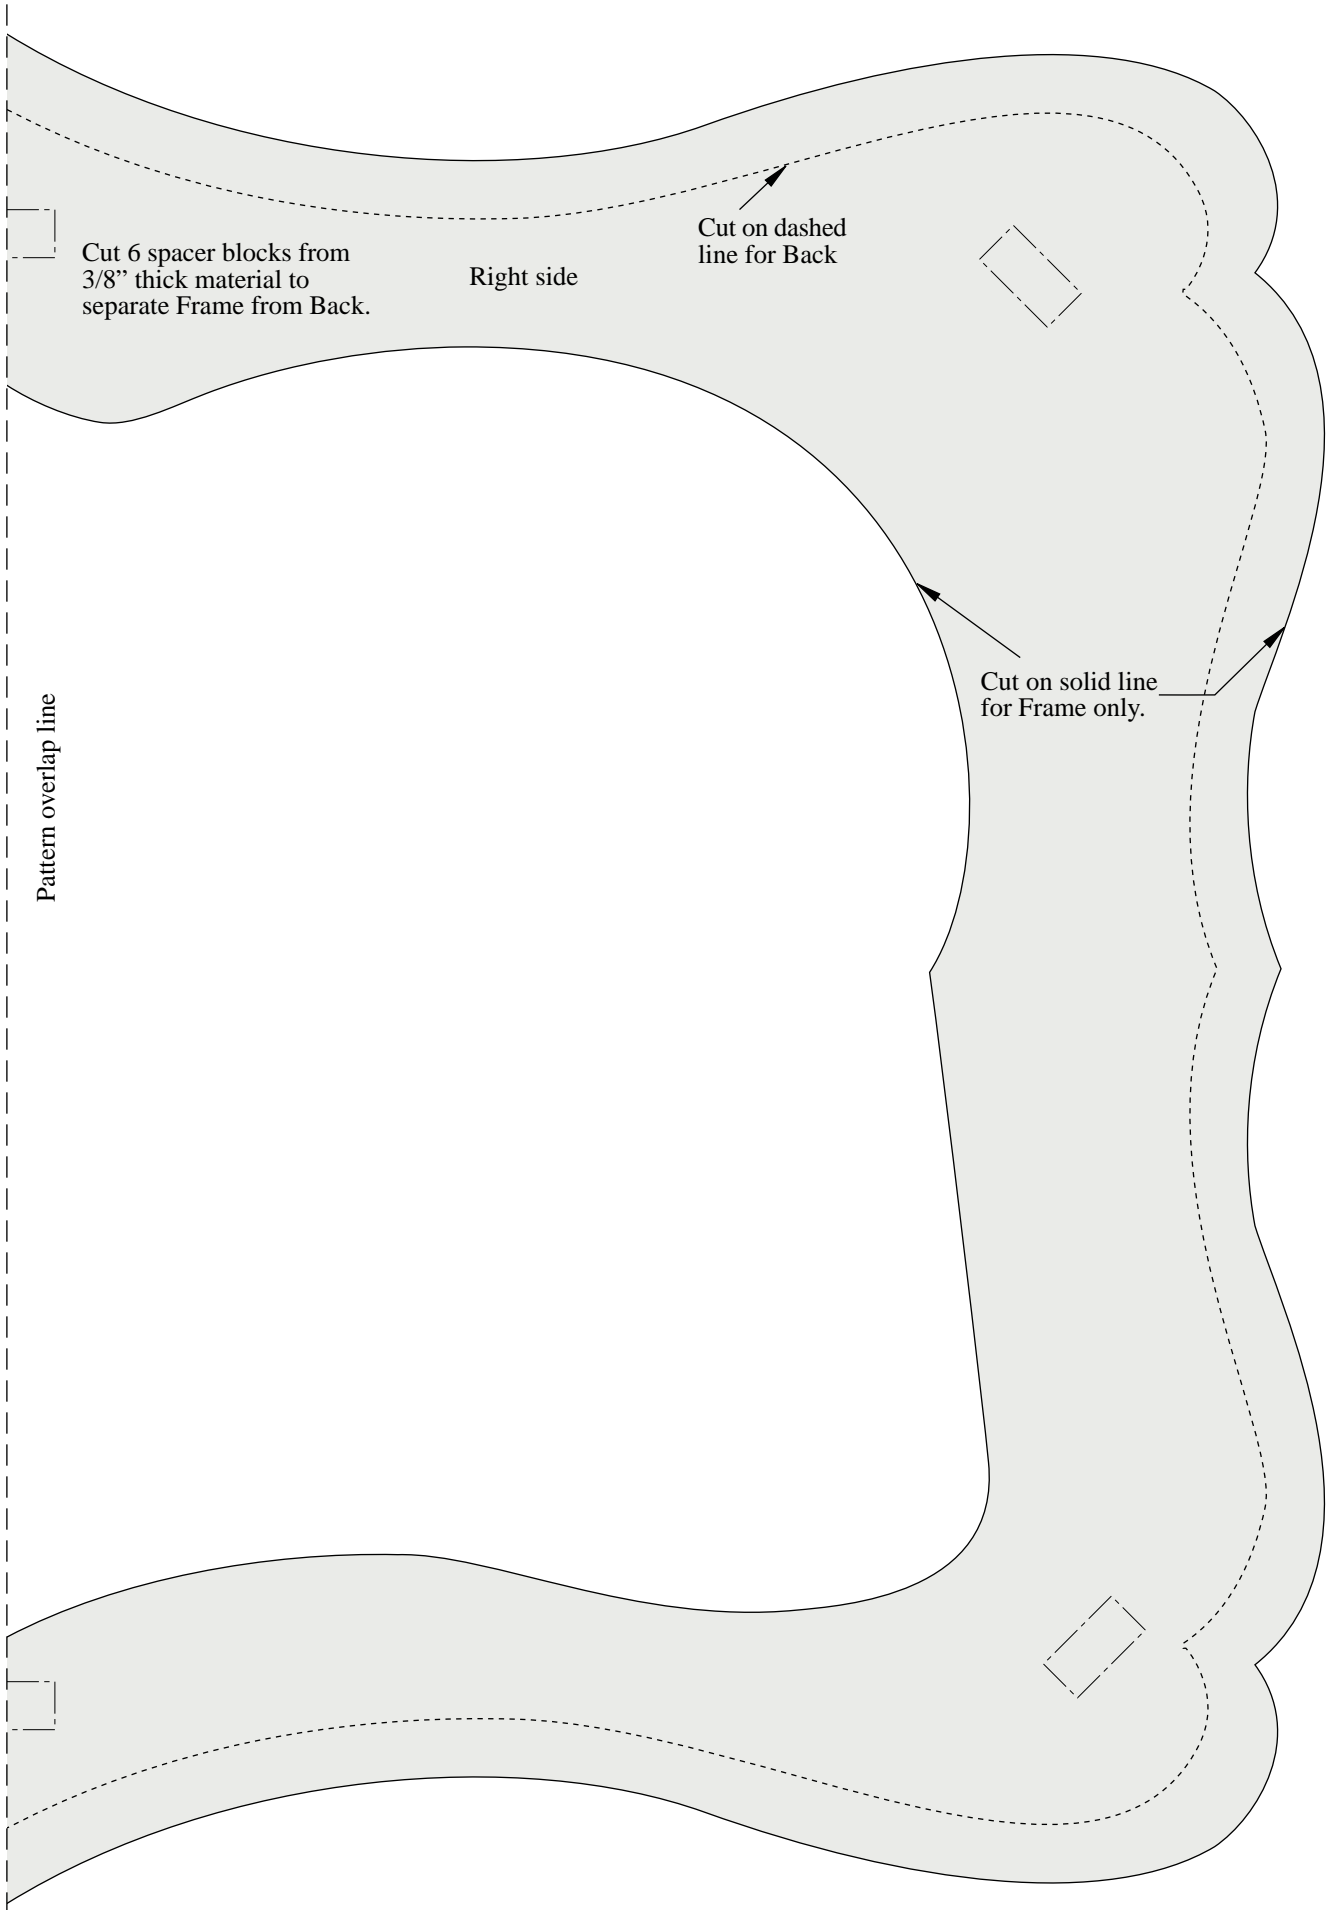 Cut on dashed
line for Back
Cut 6 spacer blocks from
3/8” thick material to
separate Frame from Back.
Right side
Cut on solid line
for Frame only.
Pattern overlap line